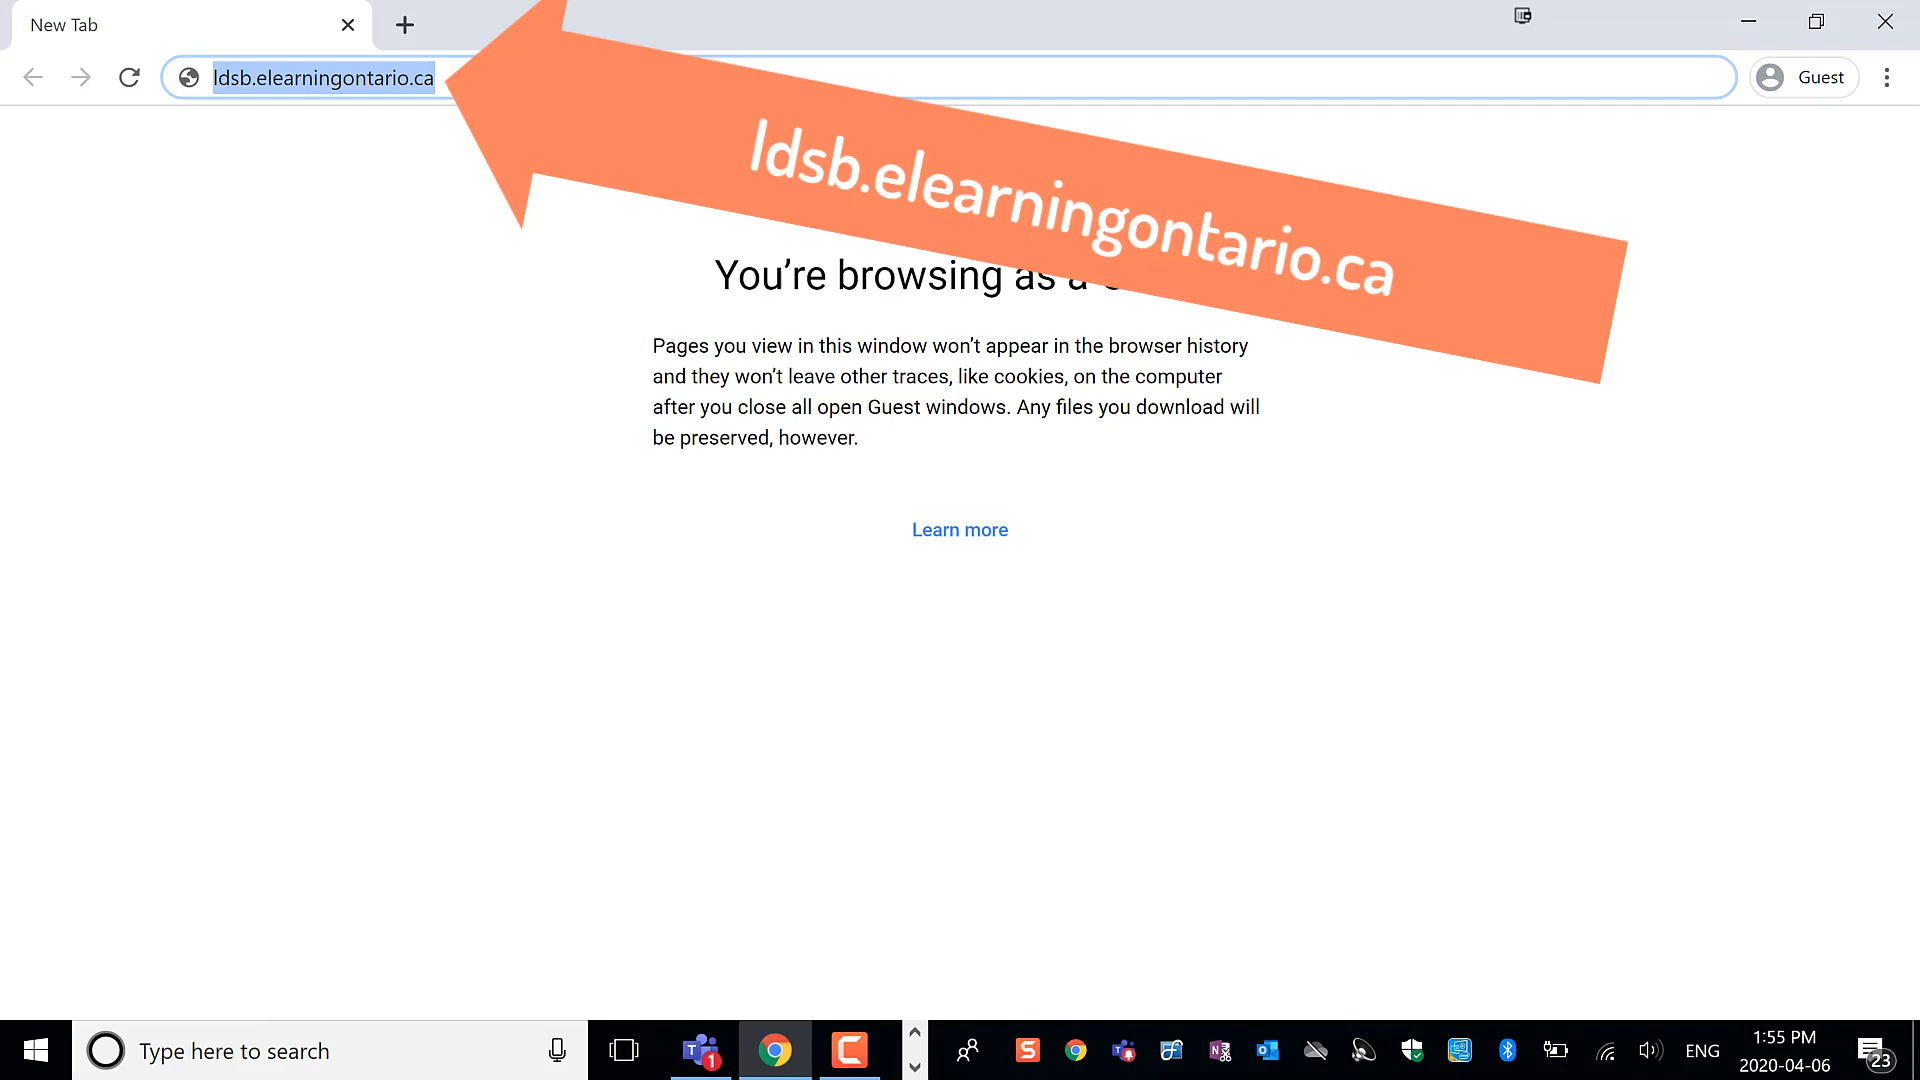 New Tab
ldsb.elearningontario.ca
Guest
ldsb.elearningontario.ca
You're browsing as a
Pages you view in this window won't appear in the browser history
and they won't leave other traces, like cookies, on the computer
after you close all open Guest windows. Any files you download will
be preserved, however.
Learn more
Type here to search
1
ENG
1:55 PM
2020-04-06
23